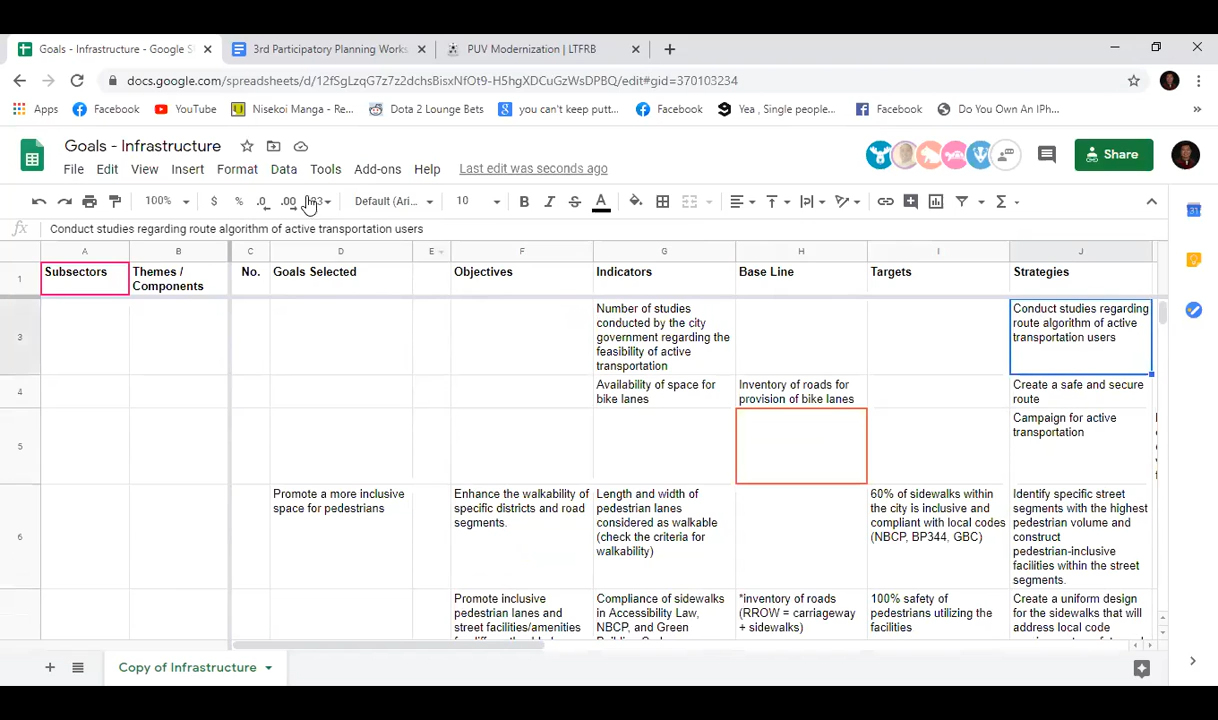 Goals - Infrastructure - Google S
3rd Participatory Planning Works
PUV Modernization | LTFRB
docs.google.com/spreadsheets/d/12fSgLzqG7z7z2dchsBisxNfOt9-H5hgXDCuGzWsDPBQ/edit#gid=370103234
Apps
Facebook
YouTube
Nisekoi Manga - Re...
Dota 2 Lounge Bets
you can't keep putt...
Facebook
Yea , Single people...
Facebook
Do You Own An IPh...
Goals - Infrastructure
Share
File Edit View Insert Format Data Tools Add-ons Help Last edit was seconds ago
100% $ % .0 .00 Default (Ari... 10 B I S A
fx Conduct studies regarding route algorithm of active transportation users
A B C D E F G H I J
1
Subsectors
Themes /
Components
No.
Goals Selected
Objectives
Indicators
Base Line
Targets
Strategies
3
Number of studies
conducted by the city
government regarding the
feasibility of active
transportation
Conduct studies regarding
route algorithm of active
transportation users
4
Availability of space for
bike lanes
Inventory of roads for
provision of bike lanes
Create a safe and secure
route
5
Campaign for active
transportation
6
Promote a more inclusive
space for pedestrians
Enhance the walkability of
specific districts and road
segments.
Length and width of
pedestrian lanes
considered as walkable
(check the criteria for
walkability)
60% of sidewalks within
the city is inclusive and
compliant with local codes
(NBCP, BP344, GBC)
Identify specific street
segments with the highest
pedestrian volume and
construct
pedestrian-inclusive
facilities within the street
segments.
Promote inclusive
pedestrian lanes and
street facilities/amenities
Compliance of sidewalks
in Accessibility Law,
NBCP, and Green
*inventory of roads
(RROW = carriageway
+ sidewalks)
100% safety of
pedestrians utilizing the
facilities
Create a uniform design
for the sidewalks that will
address local code
Copy of Infrastructure